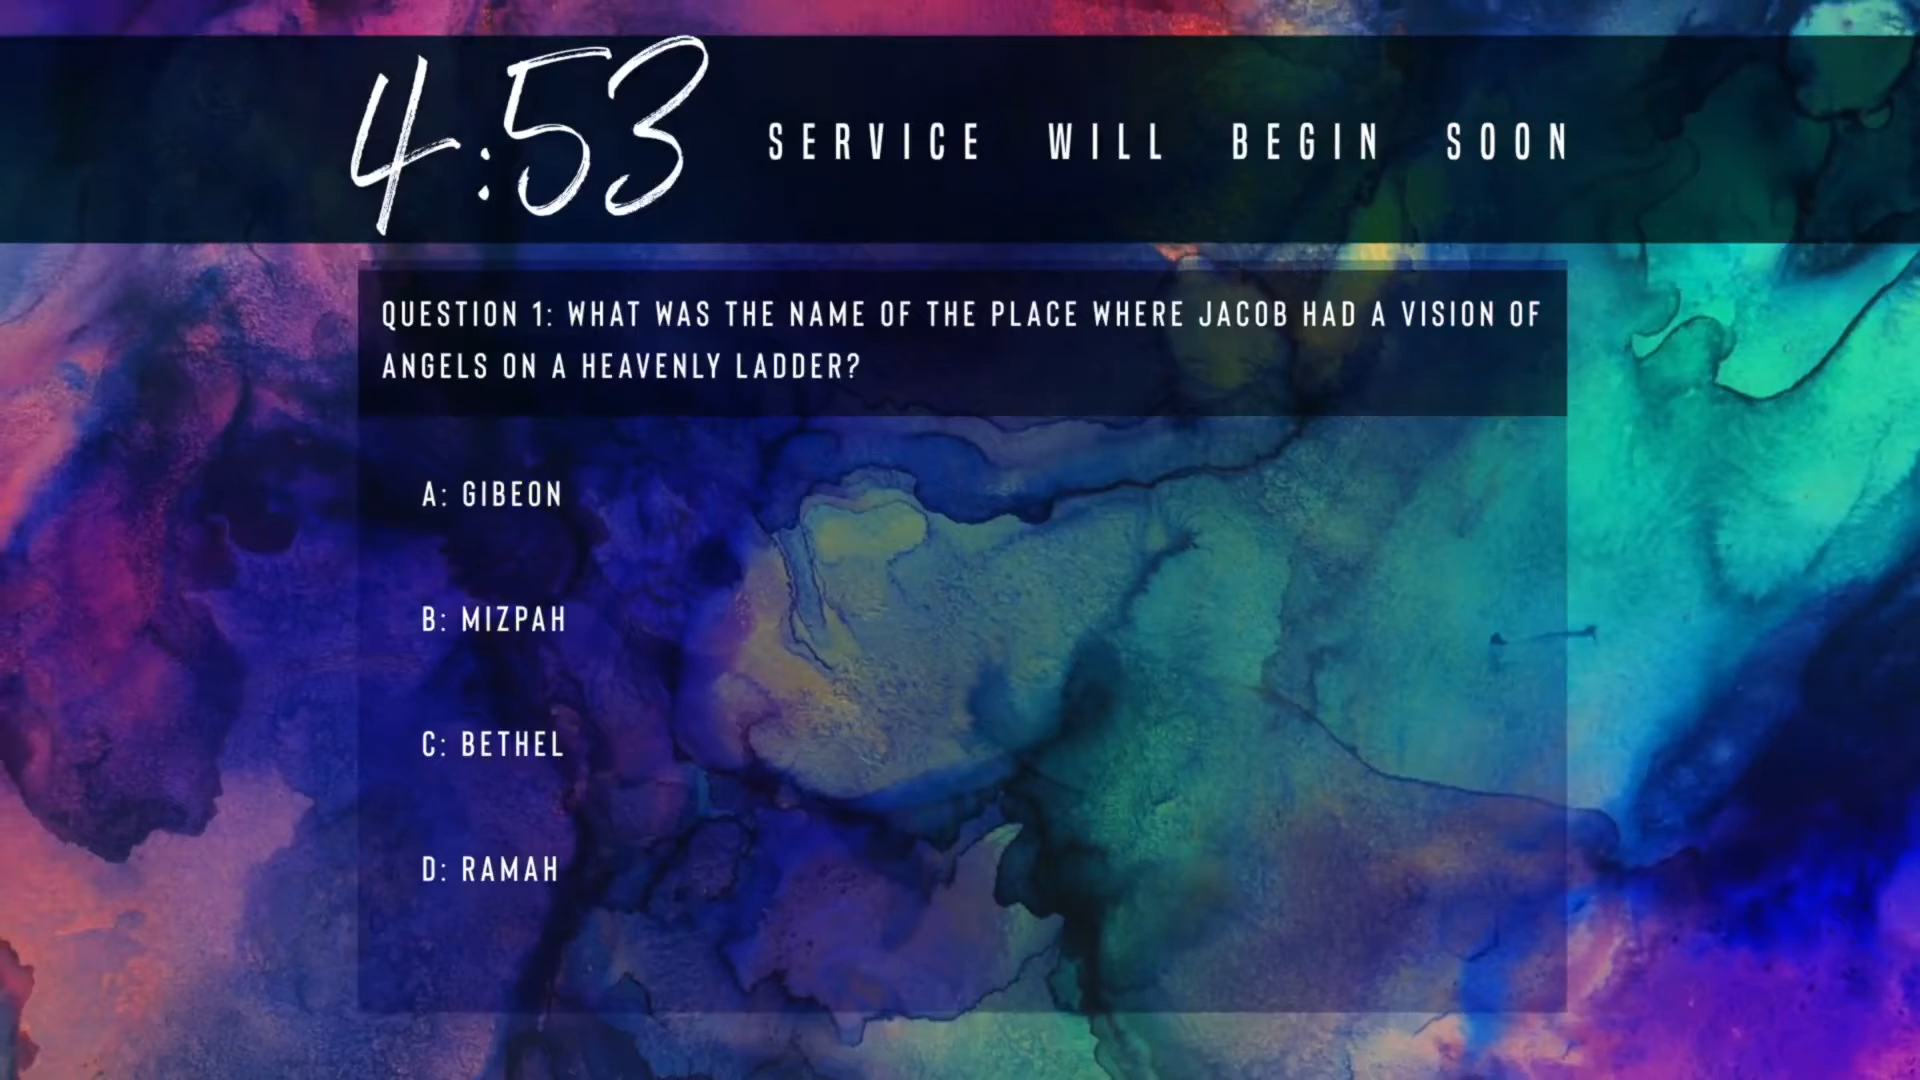 4:53 SERVICE WILL BEGIN SOON
QUESTION 1: WHAT WAS THE NAME OF THE PLACE WHERE JACOB HAD A VISION OF
ANGELS ON A HEAVENLY LADDER?
A: GIBEON
B: MIZPAH
C: BETHEL
D: RAMAH